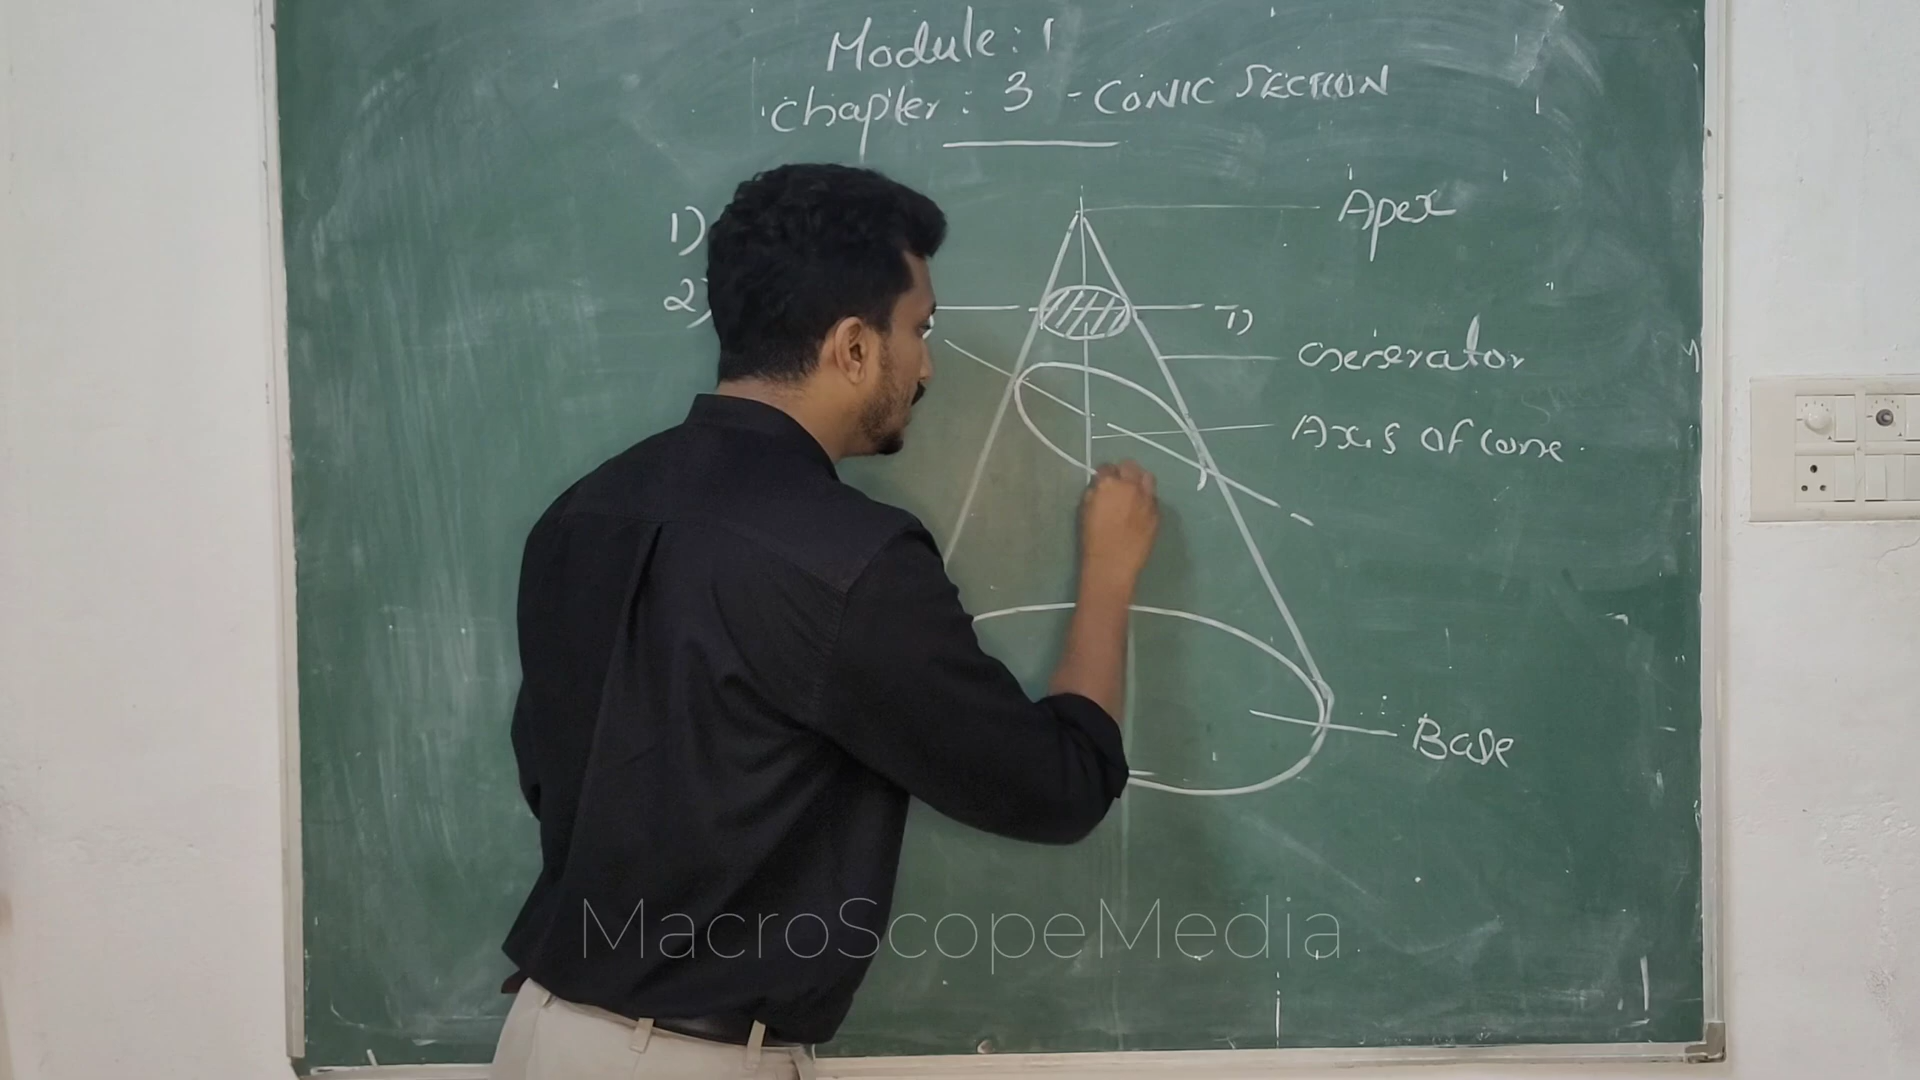 Module : 1
Chapter : 3 - CONIC SECTION
Apex
1)
2)
1)
Generator
Axis of cone.
Base
MacroScopeMedia